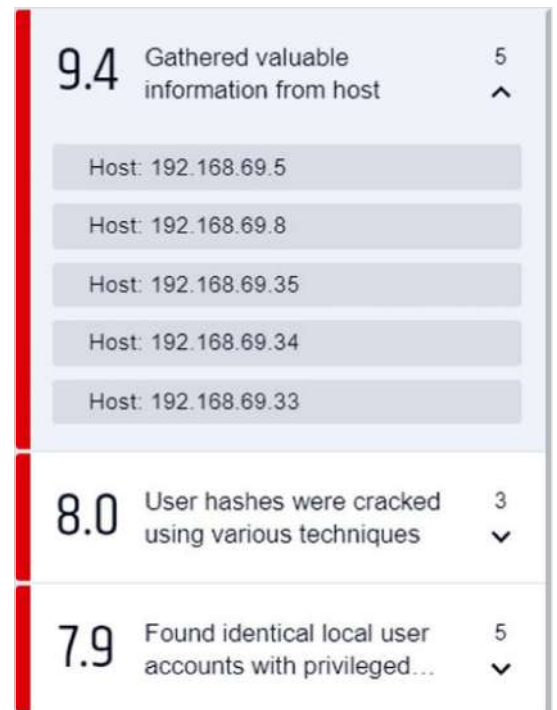 9.4 Gathered valuable 5
information from host
Host: 192.168.69.5
Host: 192.168.69.8
Host: 192.168.69.35
Host: 192.168.69.34
Host: 192.168.69.33
8.0 User hashes were cracked 3
using various techniques
7.9 Found identical local user 5
accounts with privileged...